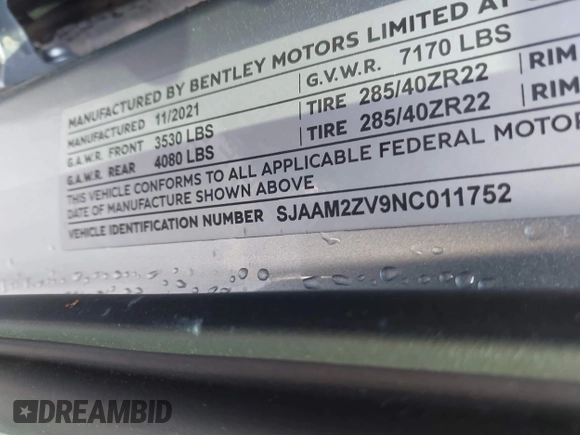 MANUFACTURED BY BENTLEY MOTORS LIMITED AT
MANUFACTURED 11/2021 G.V.W.R. 7170 LBS
G.A.W.R. FRONT 3530 LBS TIRE 285/40ZR22 RIM
G.A.W.R. REAR 4080 LBS TIRE 285/40ZR22 RIM
THIS VEHICLE CONFORMS TO ALL APPLICABLE FEDERAL MOTOR
DATE OF MANUFACTURE SHOWN ABOVE
VEHICLE IDENTIFICATION NUMBER SJAAM2ZV9NC011752
DREAMBID